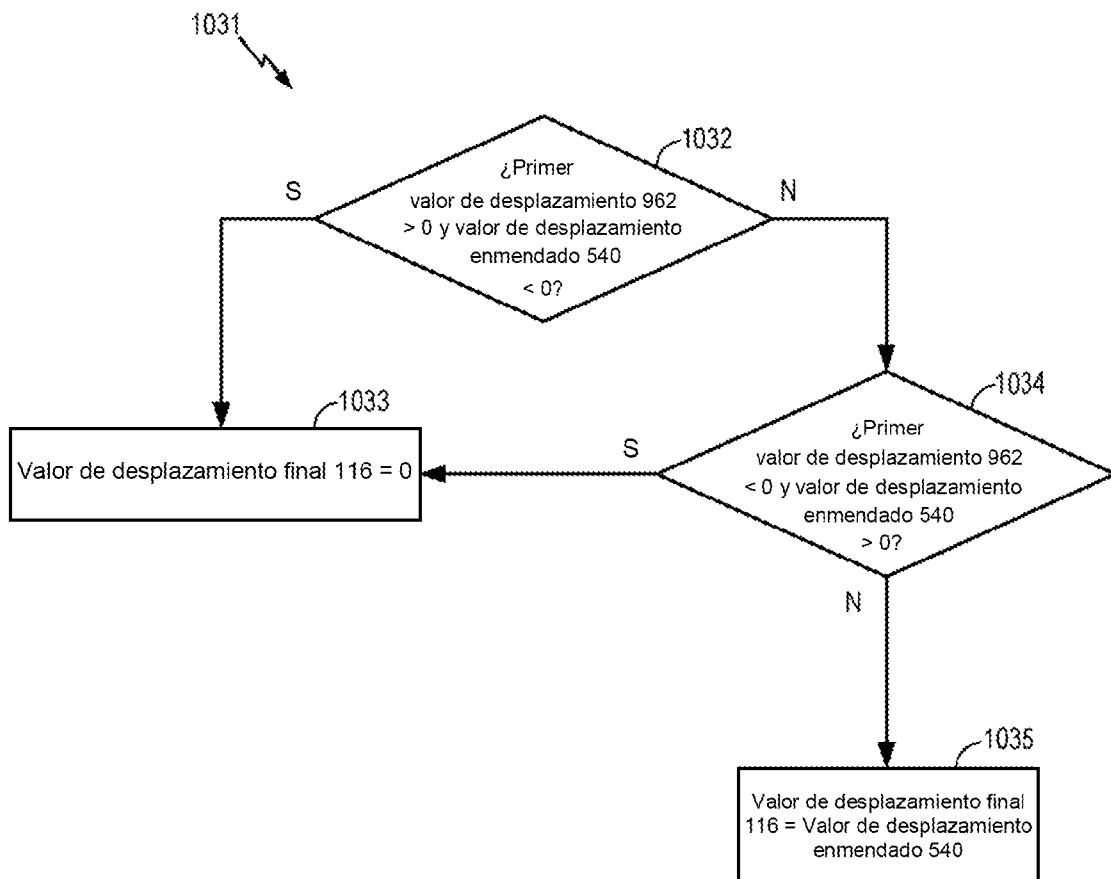 1031
1032
¿Primer
valor de desplazamiento 962
> 0 y valor de desplazamiento
enmendado 540
< 0?
S
N
1033
Valor de desplazamiento final 116 = 0
1034
¿Primer
valor de desplazamiento 962
< 0 y valor de desplazamiento
enmendado 540
> 0?
S
N
1035
Valor de desplazamiento final
116 = Valor de desplazamiento
enmendado 540